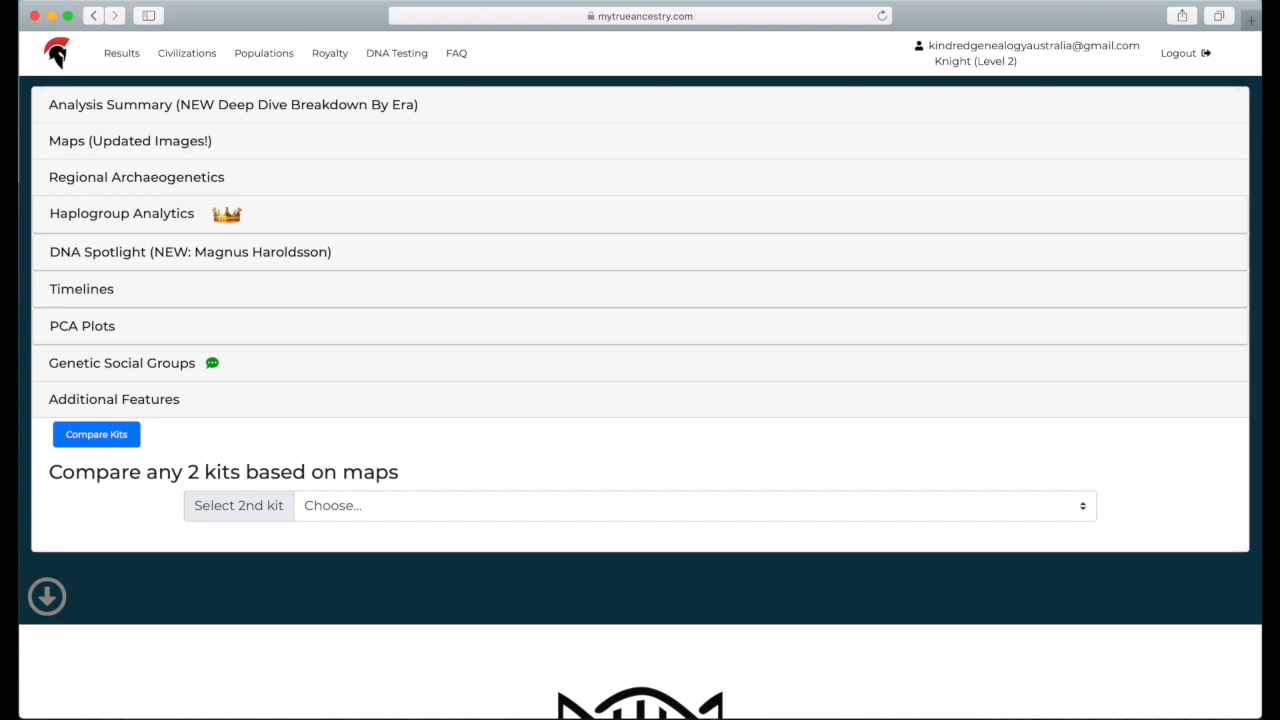 mytrueancestry.com
Results Civilizations Populations Royalty DNA Testing FAQ
kindredgenealogyaustralia@gmail.com
Knight (Level 2)
Logout
Analysis Summary (NEW Deep Dive Breakdown By Era)
Maps (Updated Images!)
Regional Archaeogenetics
Haplogroup Analytics
DNA Spotlight (NEW: Magnus Haroldsson)
Timelines
PCA Plots
Genetic Social Groups
Additional Features
Compare Kits
Compare any 2 kits based on maps
Select 2nd kit Choose...